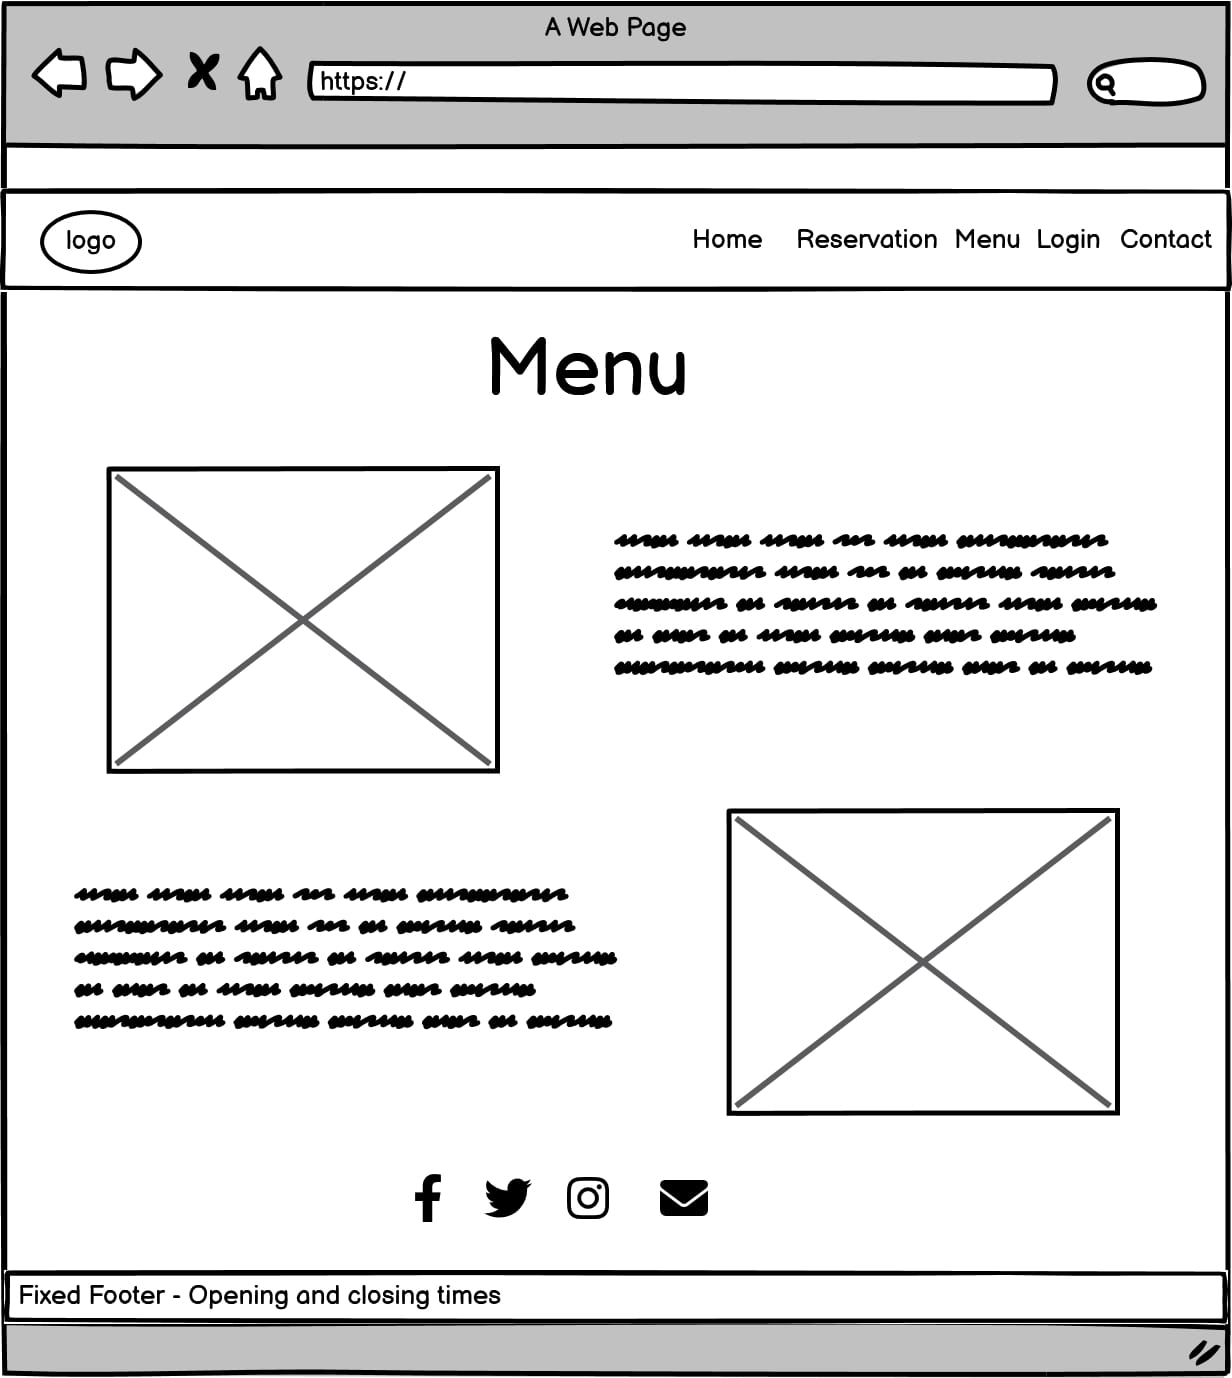 A Web Page
https://
logo
Home Reservation Menu Login Contact
Menu
Fixed Footer - Opening and closing times